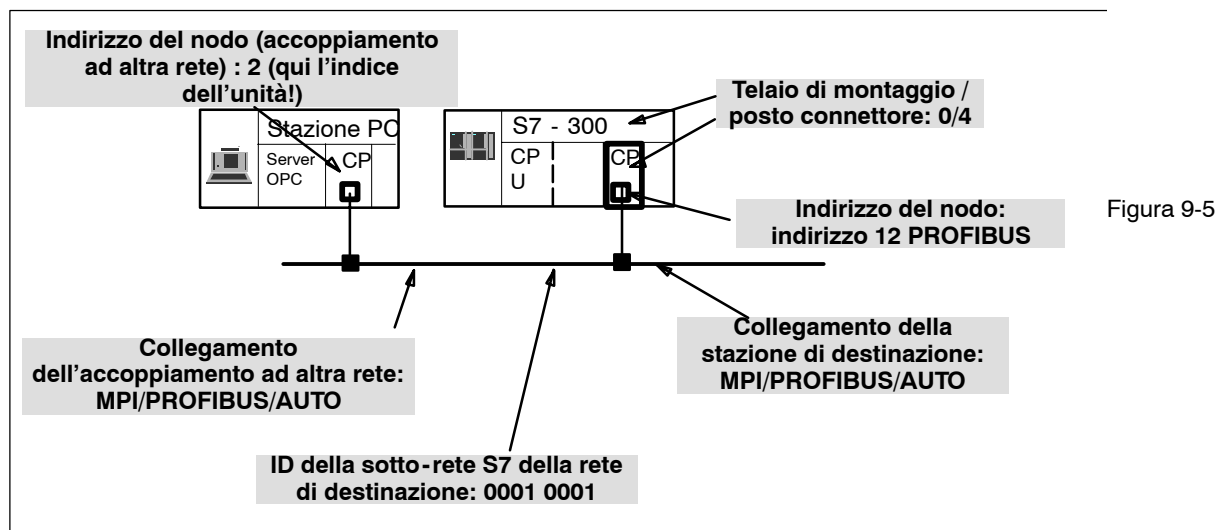 Indirizzo del nodo (accoppiamento
ad altra rete) : 2 (qui l'indice
dell'unità!)
Telaio di montaggio /
posto connettore: 0/4
Stazione PC
Server
OPC
CP
S7 - 300
CP
U
CP
Indirizzo del nodo:
indirizzo 12 PROFIBUS
Figura 9-5
Collegamento
dell'accoppiamento ad altra rete:
MPI/PROFIBUS/AUTO
Collegamento della
stazione di destinazione:
MPI/PROFIBUS/AUTO
ID della sotto-rete S7 della rete
di destinazione: 0001 0001